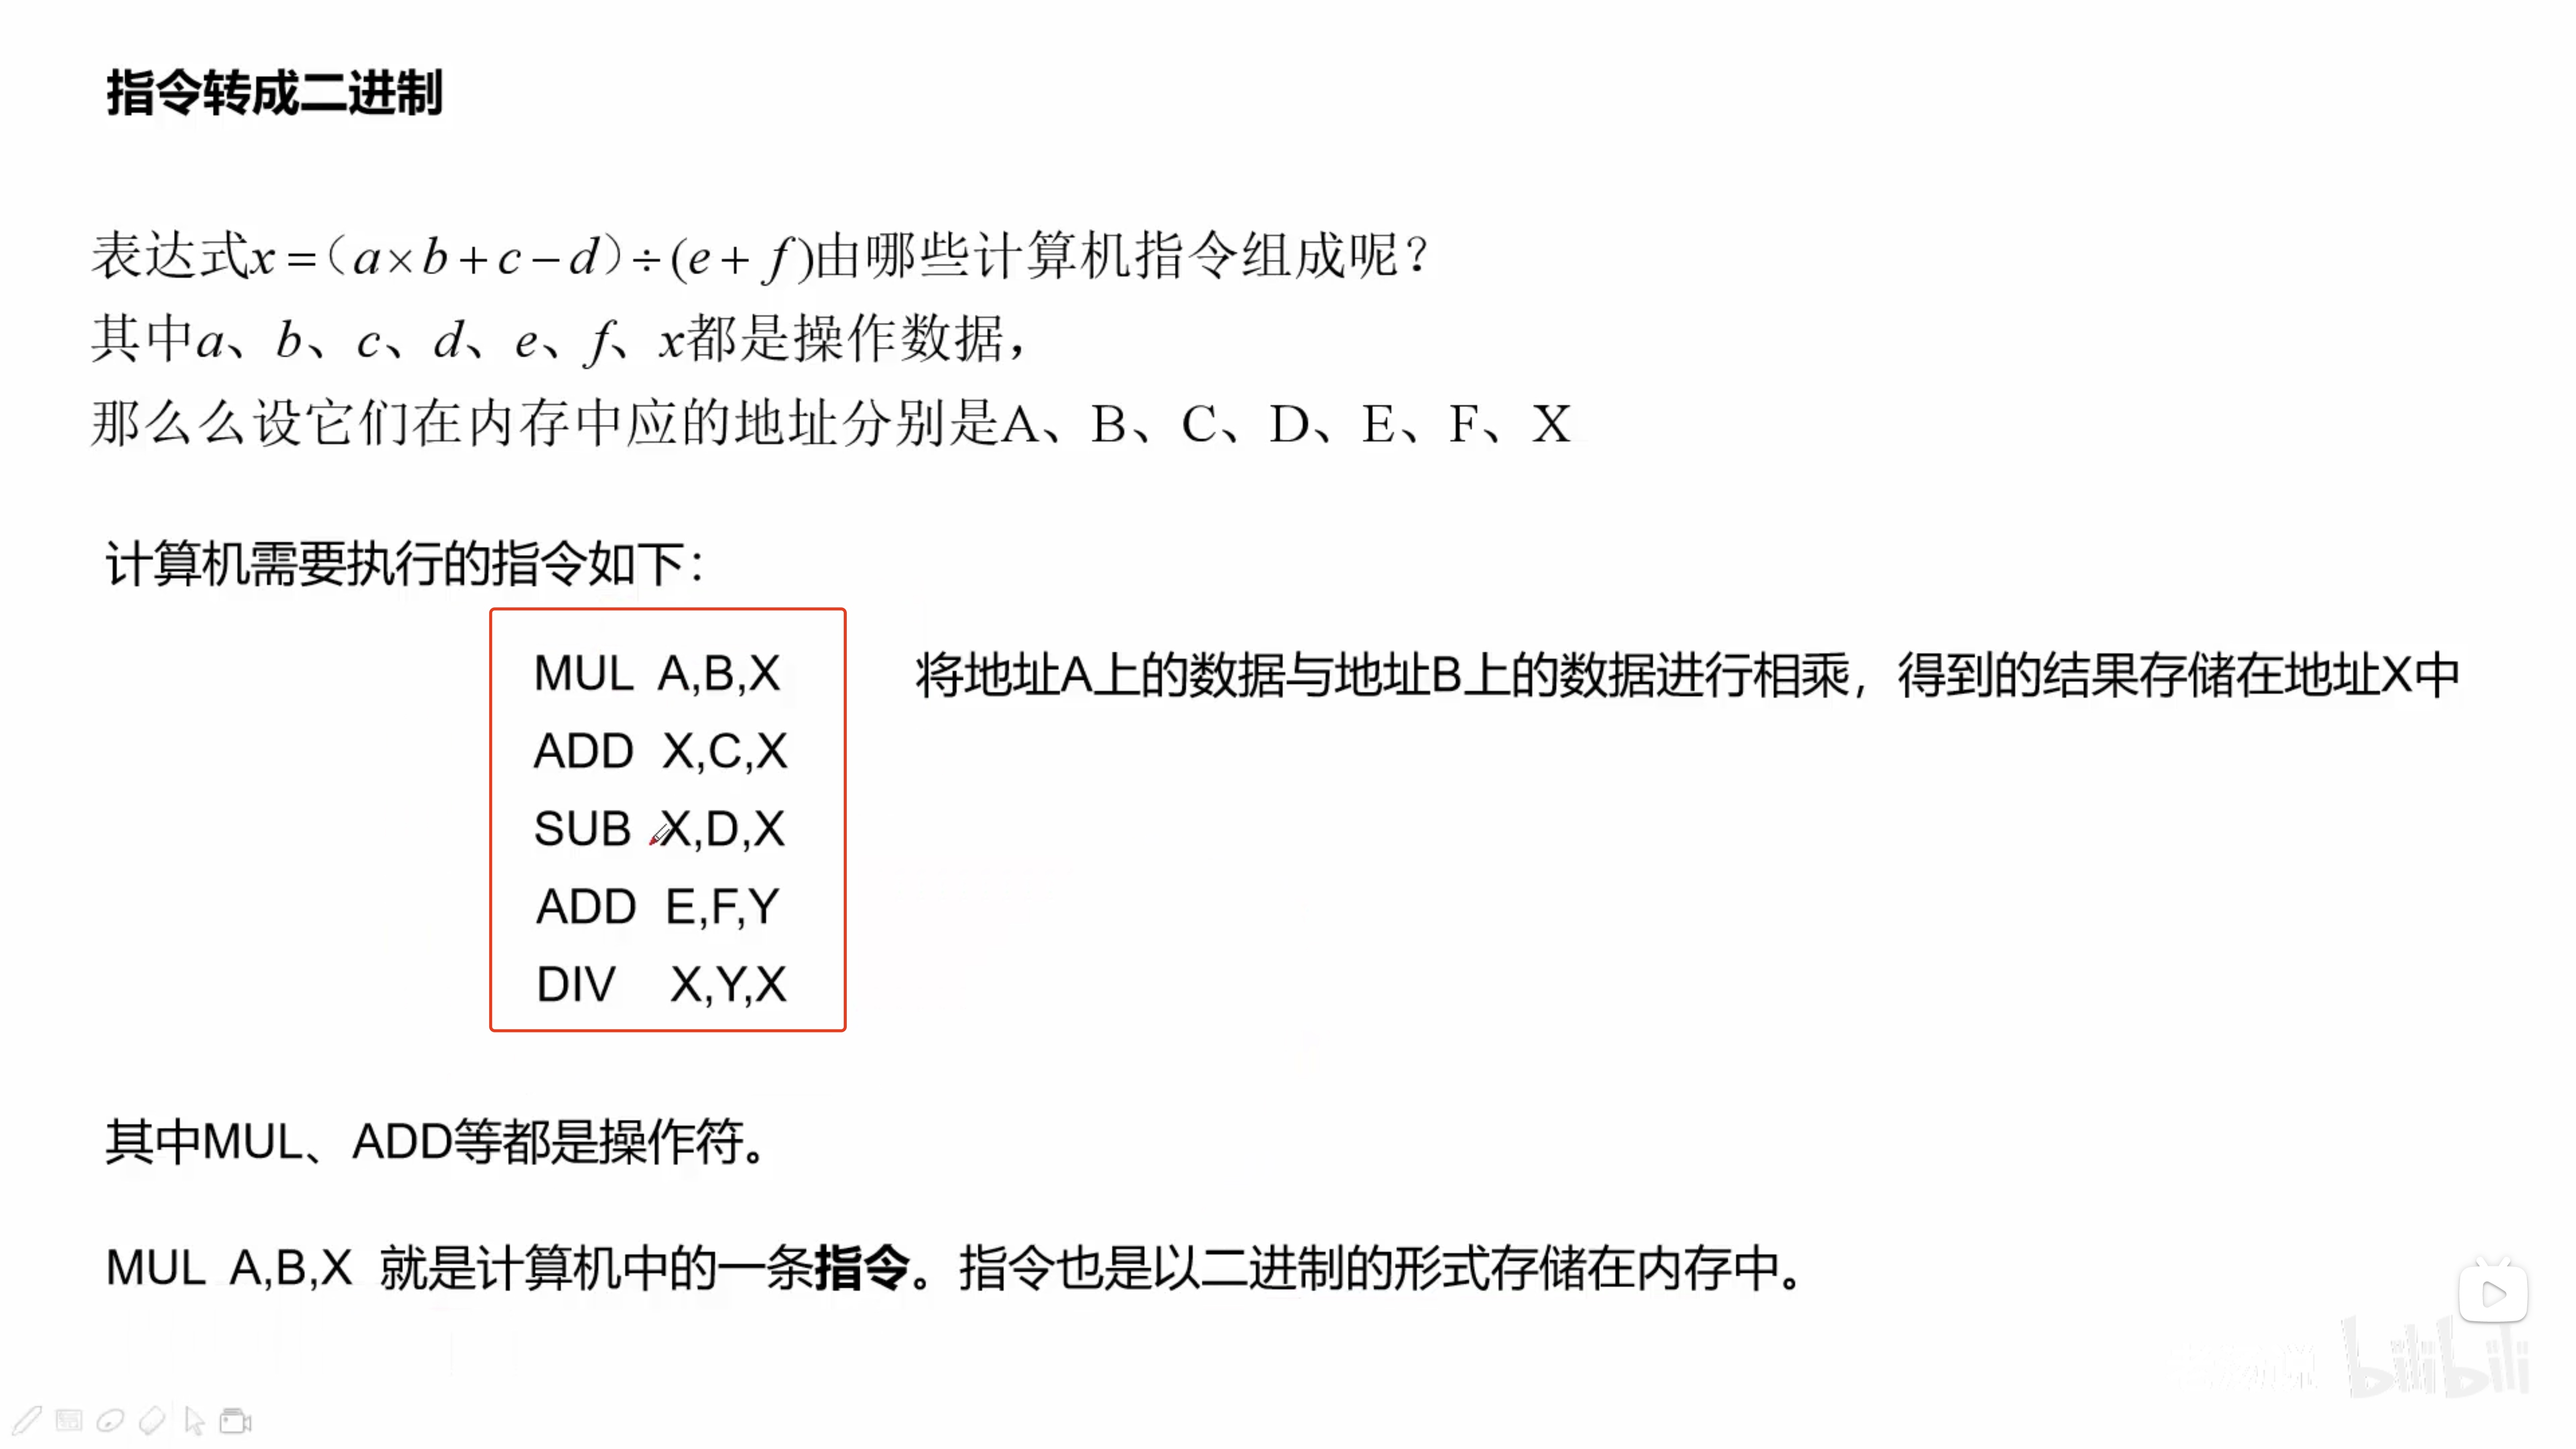 指令转成二进制
表达式x =（a×b+c−d）÷(e+ f)由哪些计算机指令组成呢？
其中a、b、c、d、e、f、x都是操作数据，
那么么设它们在内存中应的地址分别是A、B、C、D、E、F、X
计算机需要执行的指令如下：
MUL A,B,X 将地址A上的数据与地址B上的数据进行相乘，得到的结果存储在地址X中
ADD X,C,X
SUB X,D,X
ADD E,F,Y
DIV X,Y,X
其中MUL、ADD等都是操作符。
MUL A,B,X 就是计算机中的一条指令。指令也是以二进制的形式存储在内存中。
bilibili